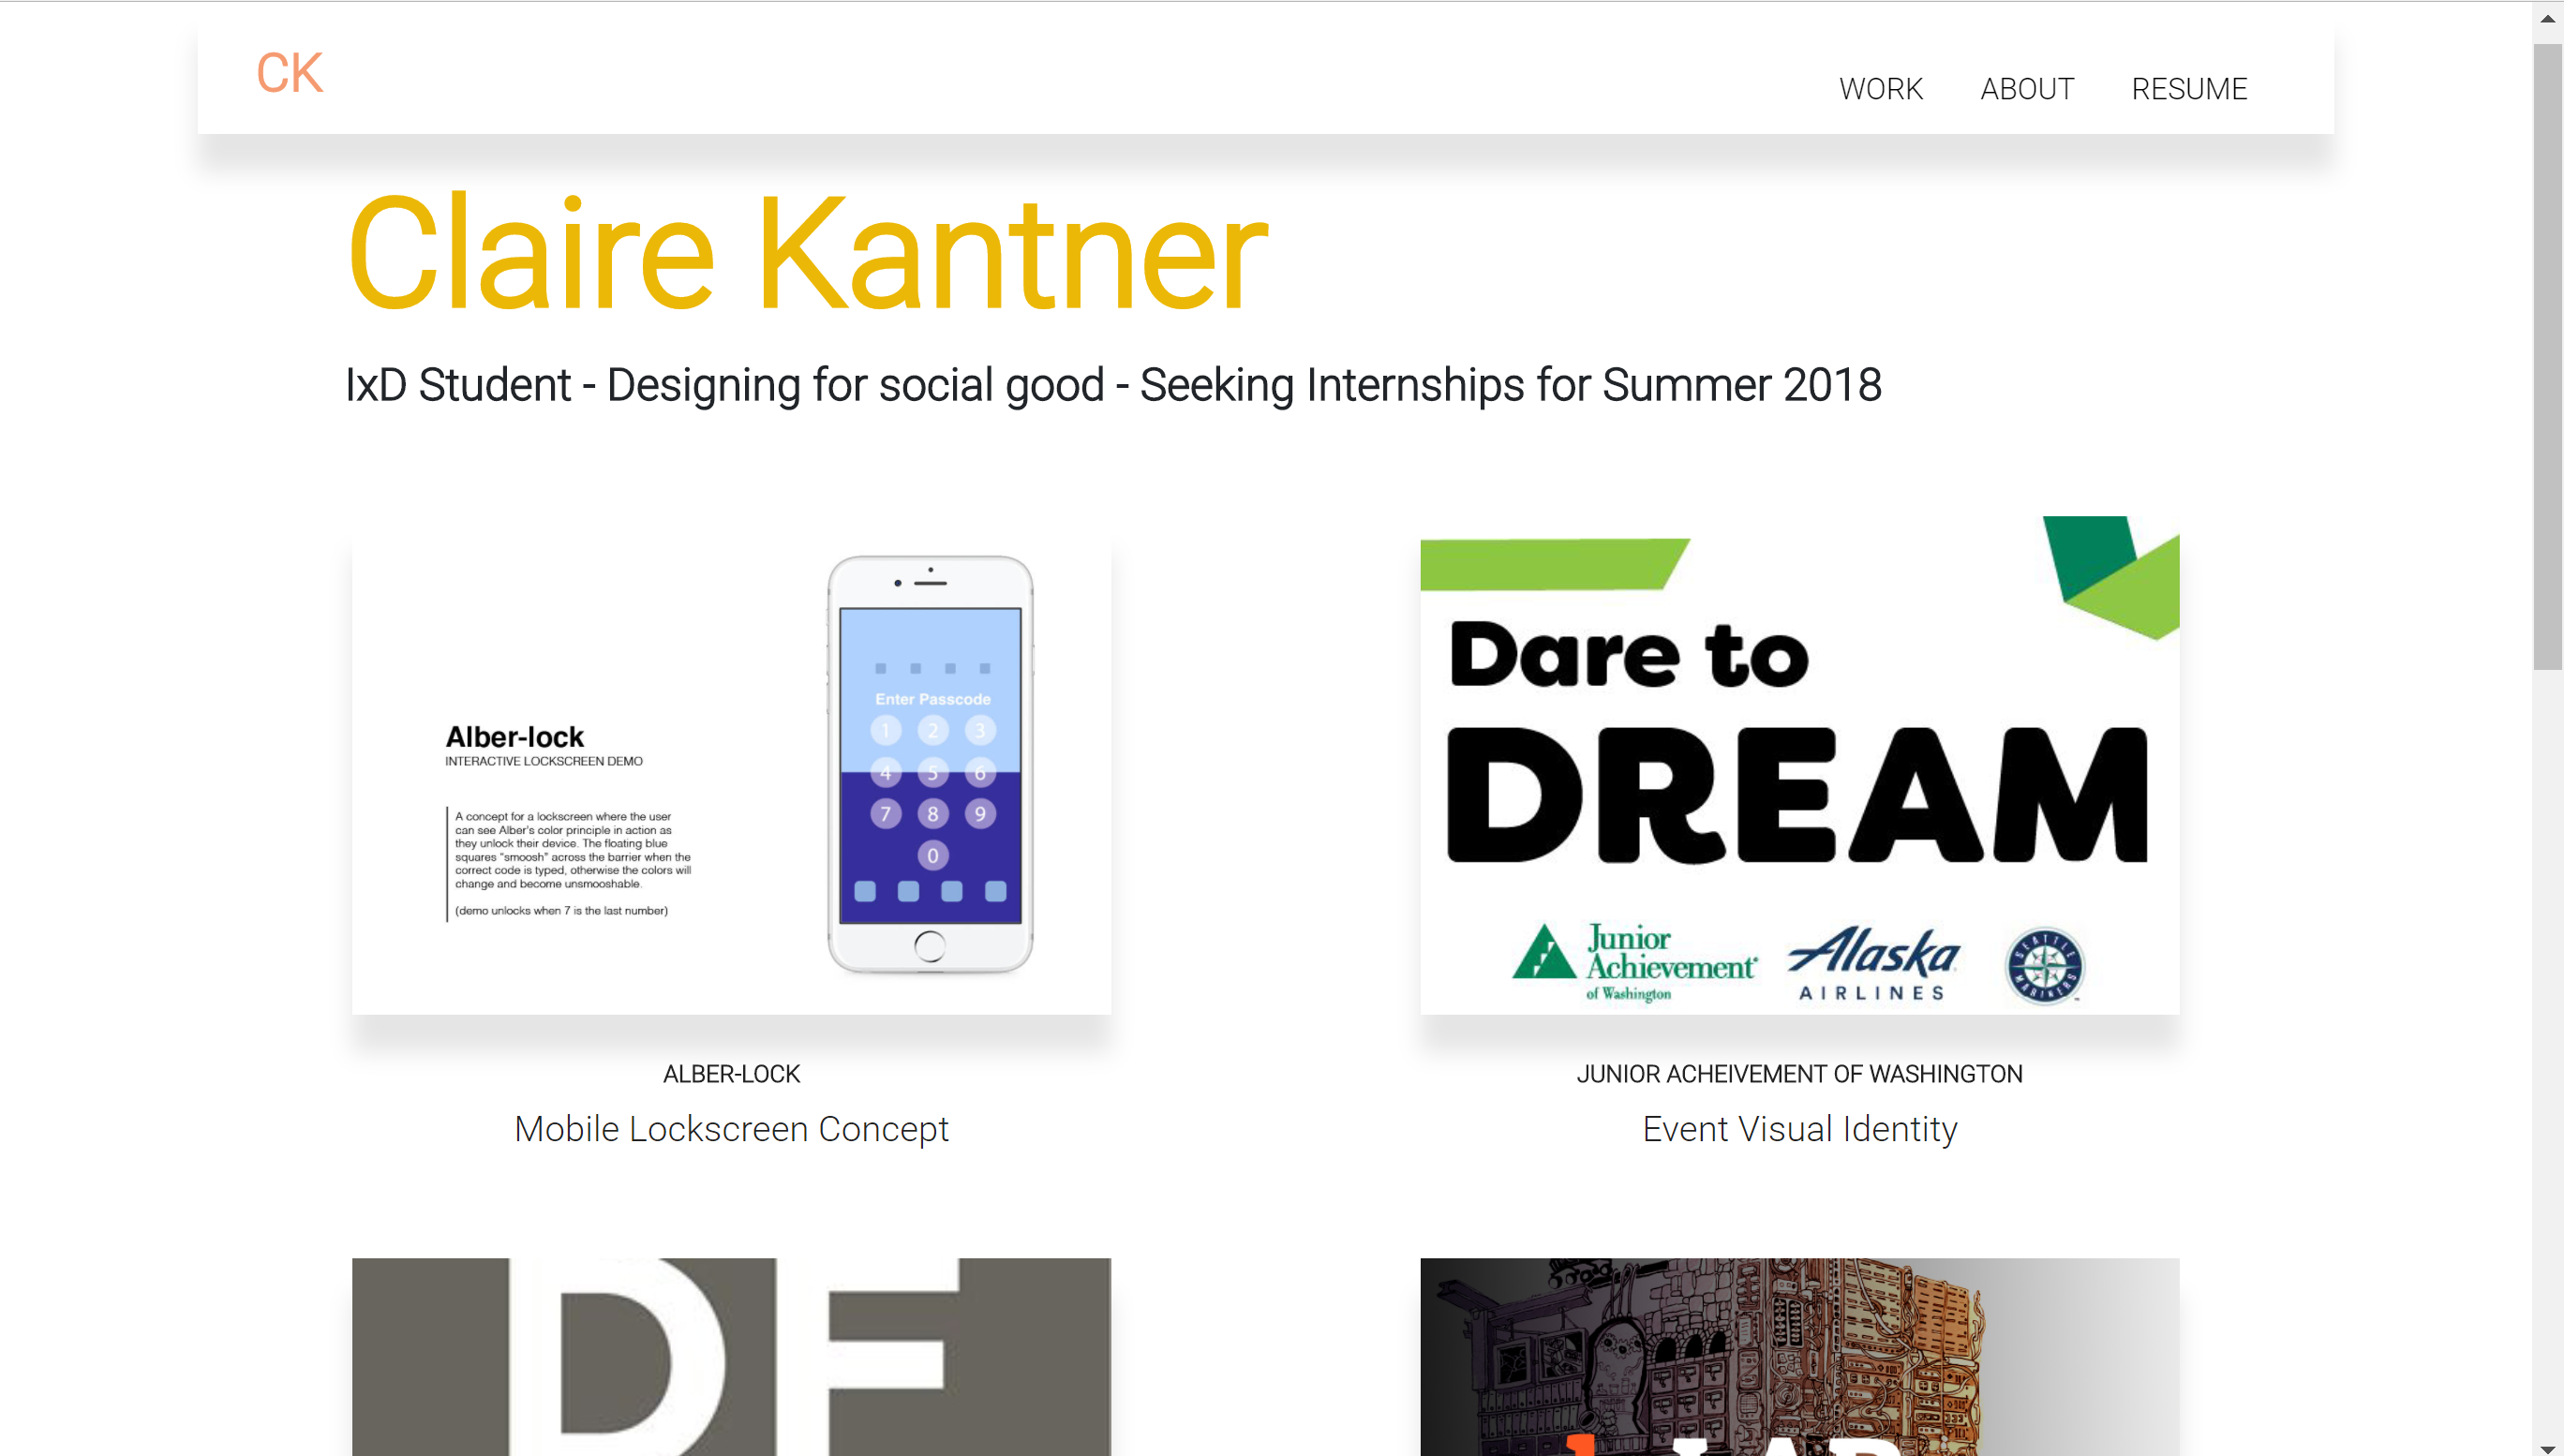 CK
WORK ABOUT RESUME
Claire Kantner
IxD Student - Designing for social good - Seeking Internships for Summer 2018
Alber-lock
INTERACTIVE LOCKSCREEN DEMO
A concept for a lockscreen where the user
can see Alber's color principle in action as
they unlock their device. The floating blue
squares "smoosh" across the barrier when the
correct code is typed, otherwise the colors will
change and become unsmooshable.
(demo unlocks when 7 is the last number)
Enter Passcode
1 2 3
4 5 6
7 8 9
0
Dare to
DREAM
Junior
Achievement®
of Washington
Alaska
AIRLINES
SEATTLE
MARINERS
™
ALBER-LOCK
Mobile Lockscreen Concept
JUNIOR ACHEIVEMENT OF WASHINGTON
Event Visual Identity